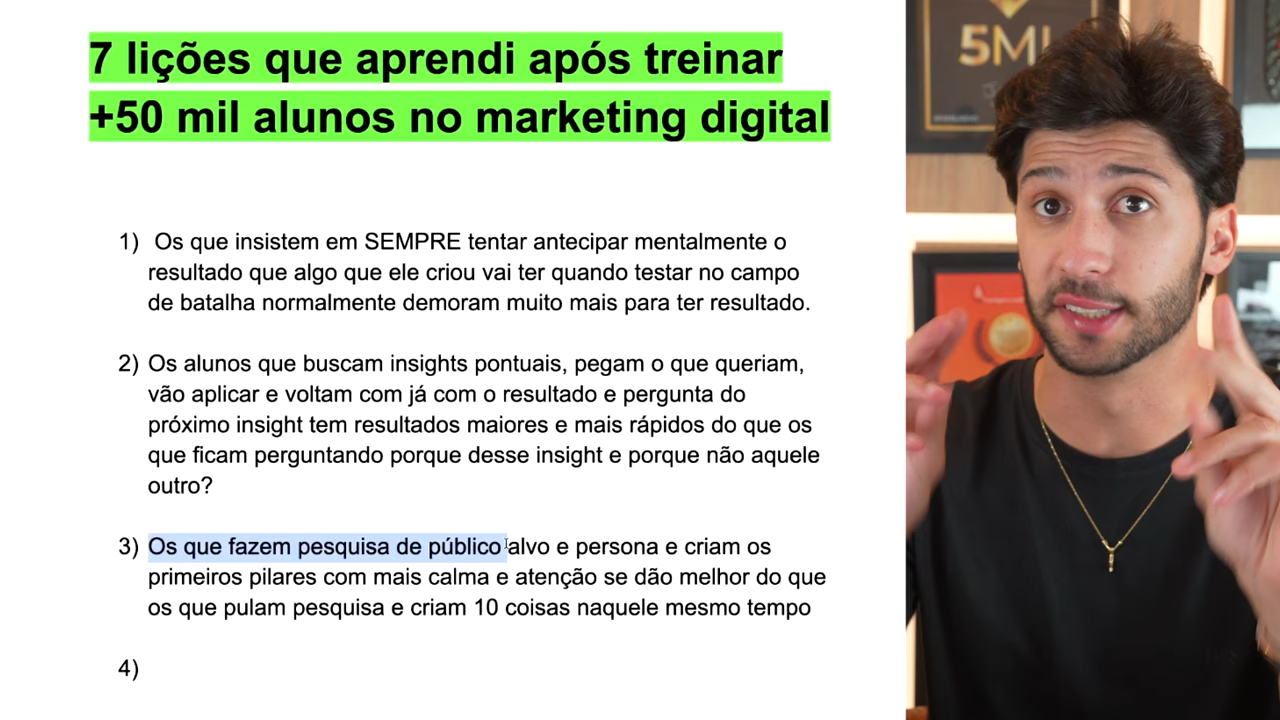 7 lições que aprendi após treinar
+50 mil alunos no marketing digital
5MI
1) Os que insistem em SEMPRE tentar antecipar mentalmente o
resultado que algo que ele criou vai ter quando testar no campo
de batalha normalmente demoram muito mais para ter resultado.
2) Os alunos que buscam insights pontuais, pegam o que queriam,
vão aplicar e voltam com já com o resultado e pergunta do
próximo insight tem resultados maiores e mais rápidos do que os
que ficam perguntando porque desse insight e porque não aquele
outro?
3) Os que fazem pesquisa de público alvo e persona e criam os
primeiros pilares com mais calma e atenção se dão melhor do que
os que pulam pesquisa e criam 10 coisas naquele mesmo tempo
4)